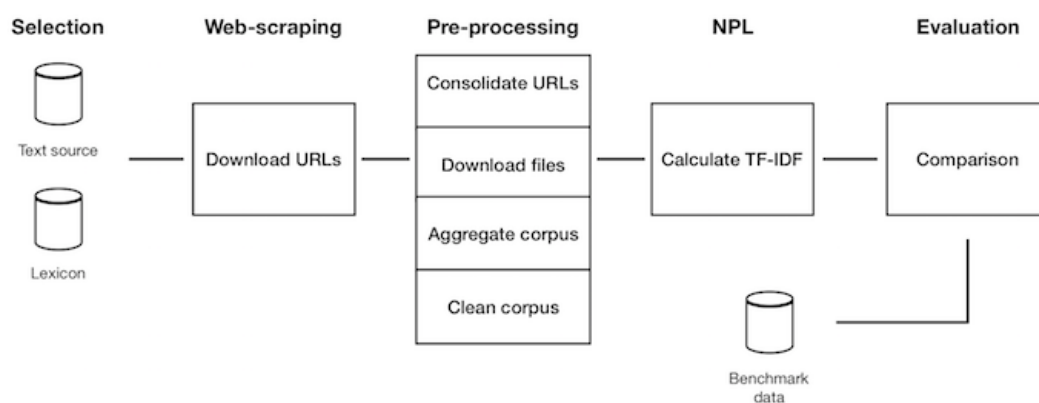 Selection
Web-scraping
Pre-processing
NPL
Evaluation
Text source
Lexicon
Download URLs
Consolidate URLs
Download files
Aggregate corpus
Clean corpus
Calculate TF-IDF
Comparison
Benchmark
data